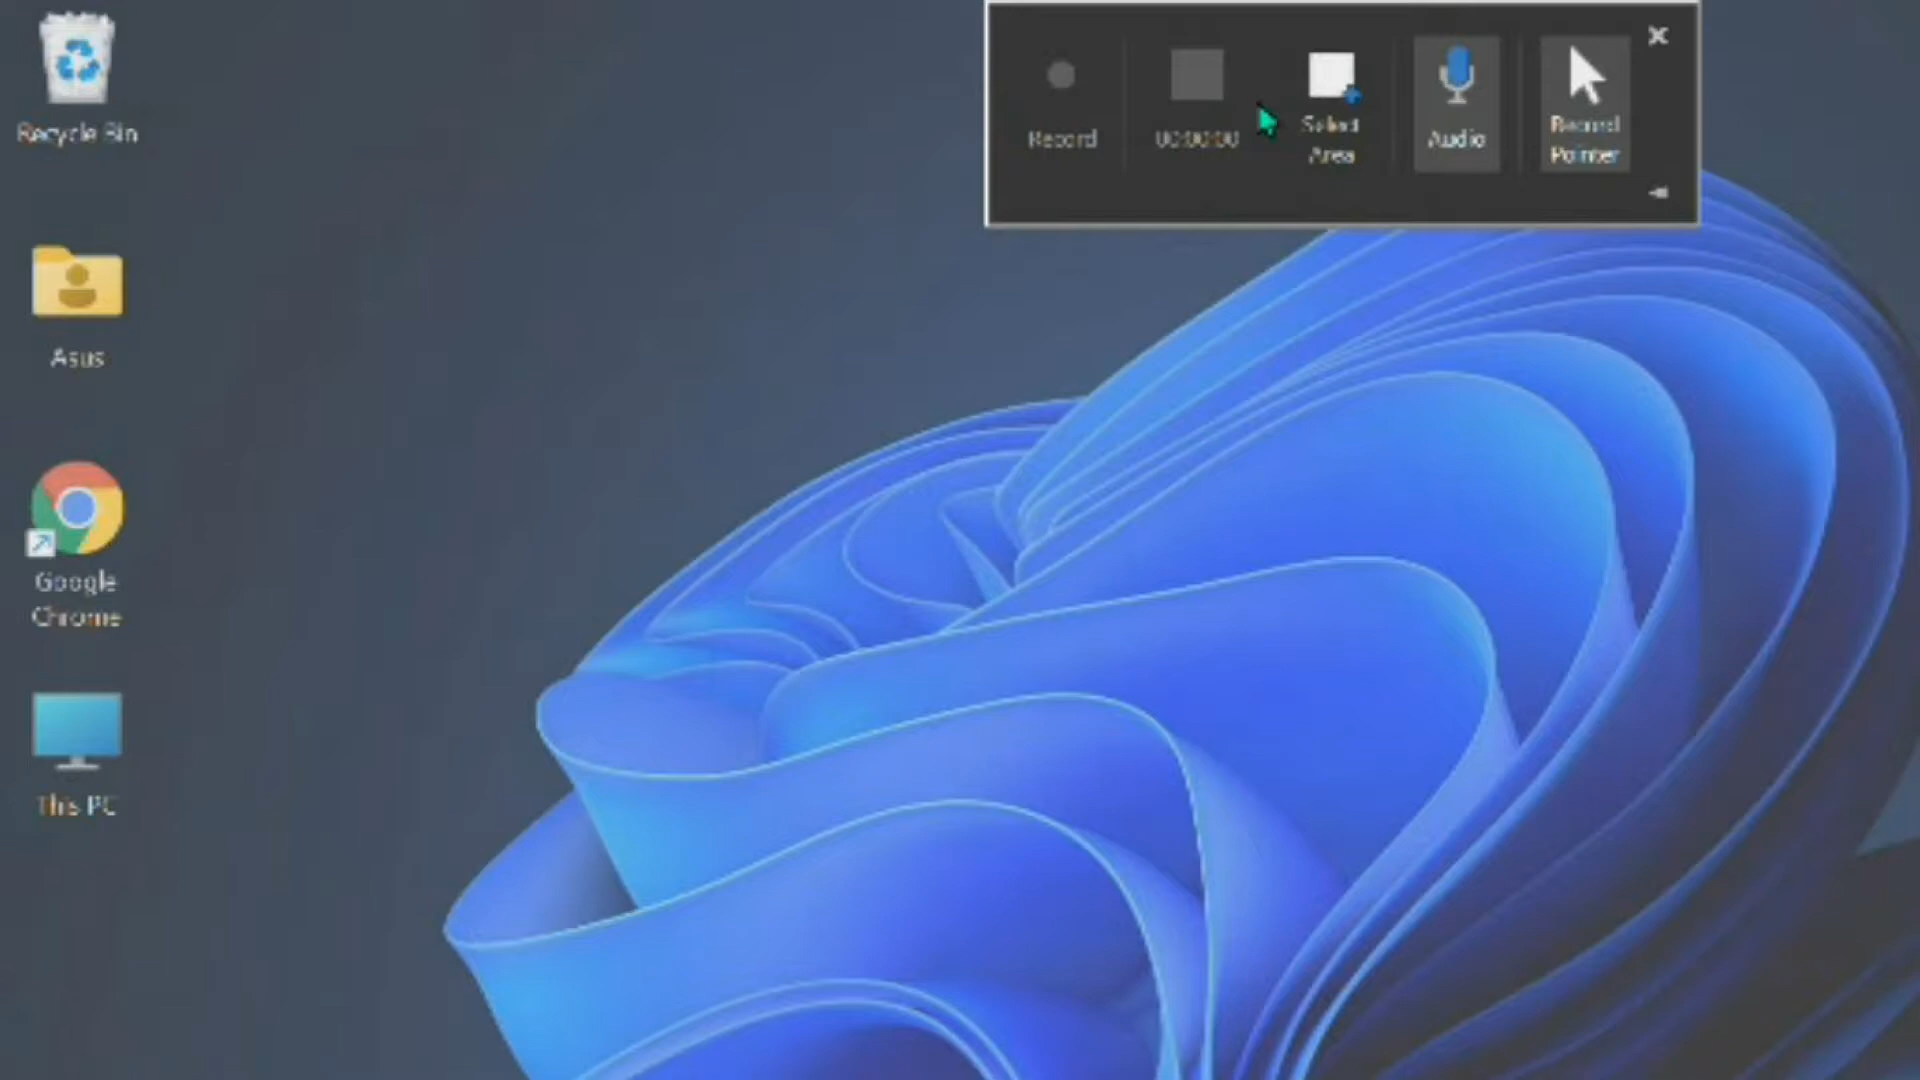 Recycle Bin
Asus
Google
Chrome
This PC
Record
00:00:00
Select
Area
Audio
Record
Pointer